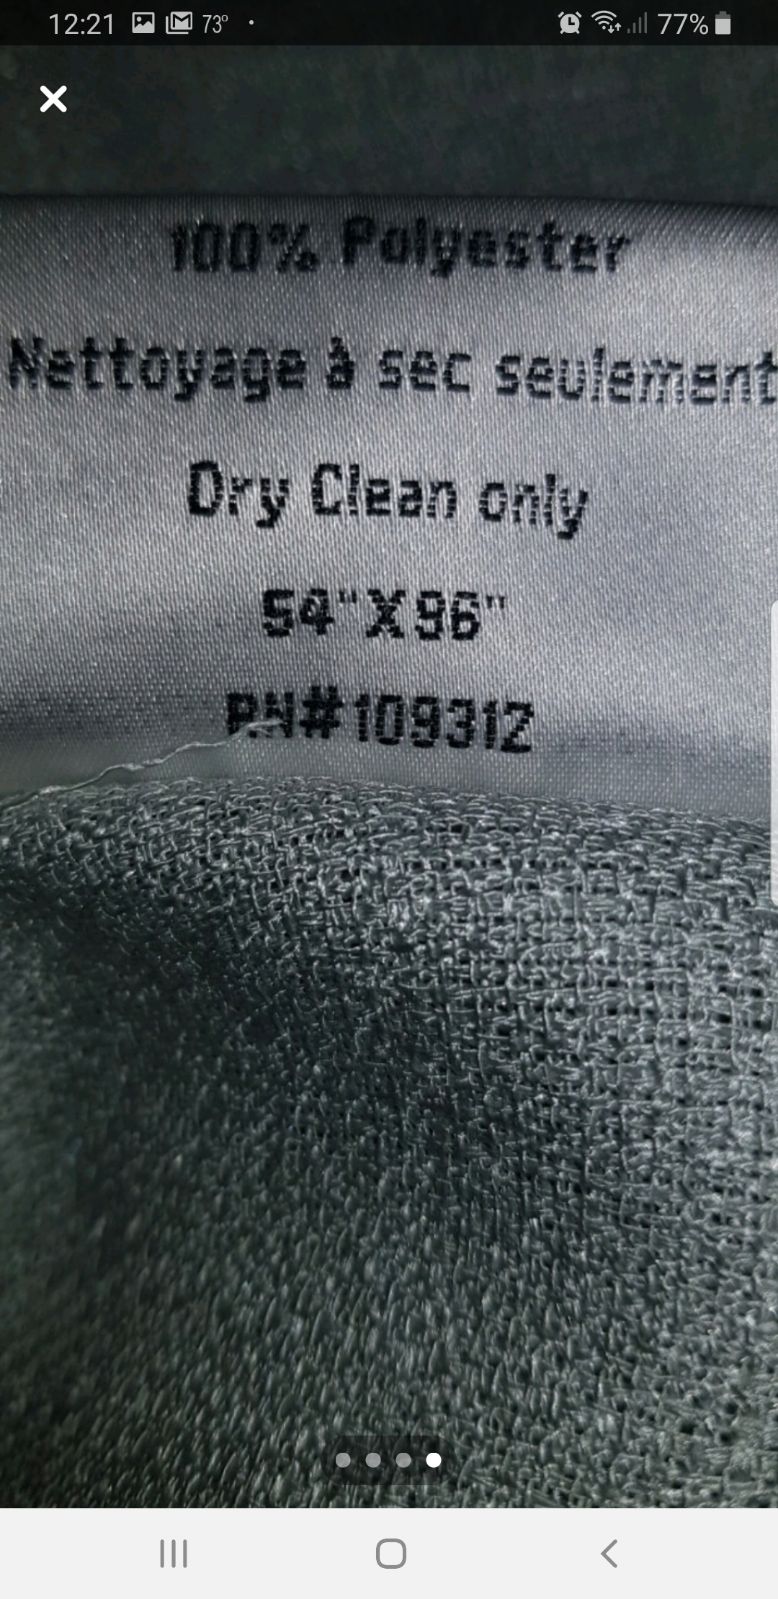 12:21 73° 77%
100% Polyester
Nettoyage à sec seulement
Dry Clean only
54"X96"
RN#109312